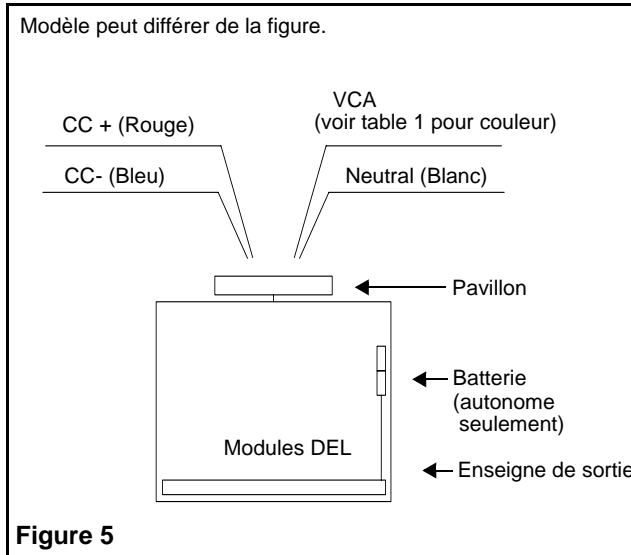 Modèle peut différer de la figure.
CC + (Rouge)
VCA
(voir table 1 pour couleur)
CC- (Bleu)
Neutral (Blanc)
Pavillon
Batterie
(autonome
seulement)
Modules DEL
Enseigne de sortie
Figure 5